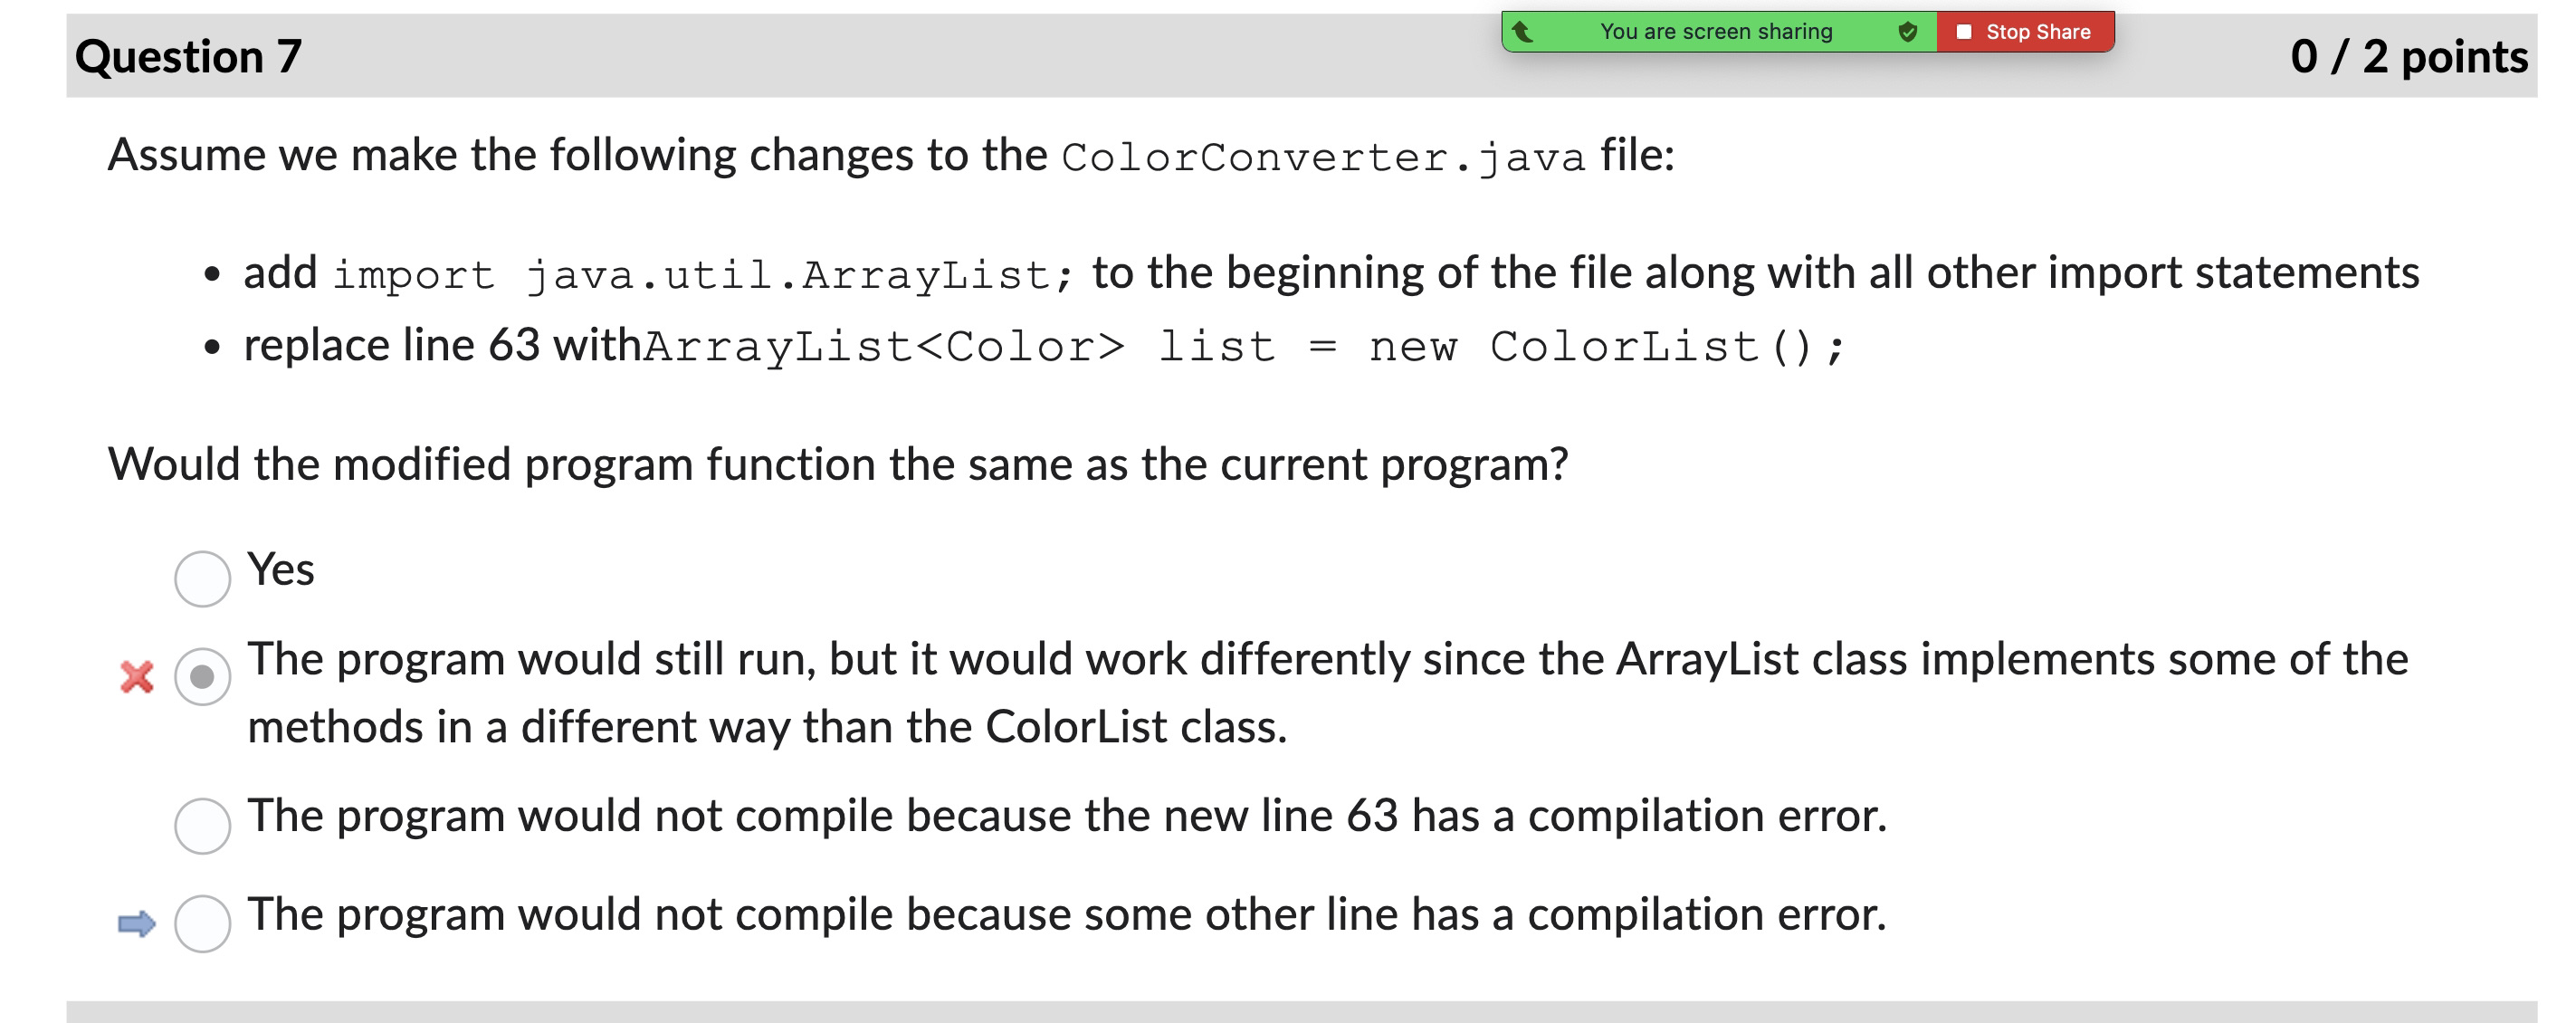 You are screen sharing Stop Share
Question 7 0 / 2 points
Assume we make the following changes to the ColorConverter.java file:
• add import java.util.ArrayList; to the beginning of the file along with all other import statements
• replace line 63 withArrayList<Color> list = new ColorList();
Would the modified program function the same as the current program?
Yes
The program would still run, but it would work differently since the ArrayList class implements some of the
methods in a different way than the ColorList class.
The program would not compile because the new line 63 has a compilation error.
The program would not compile because some other line has a compilation error.